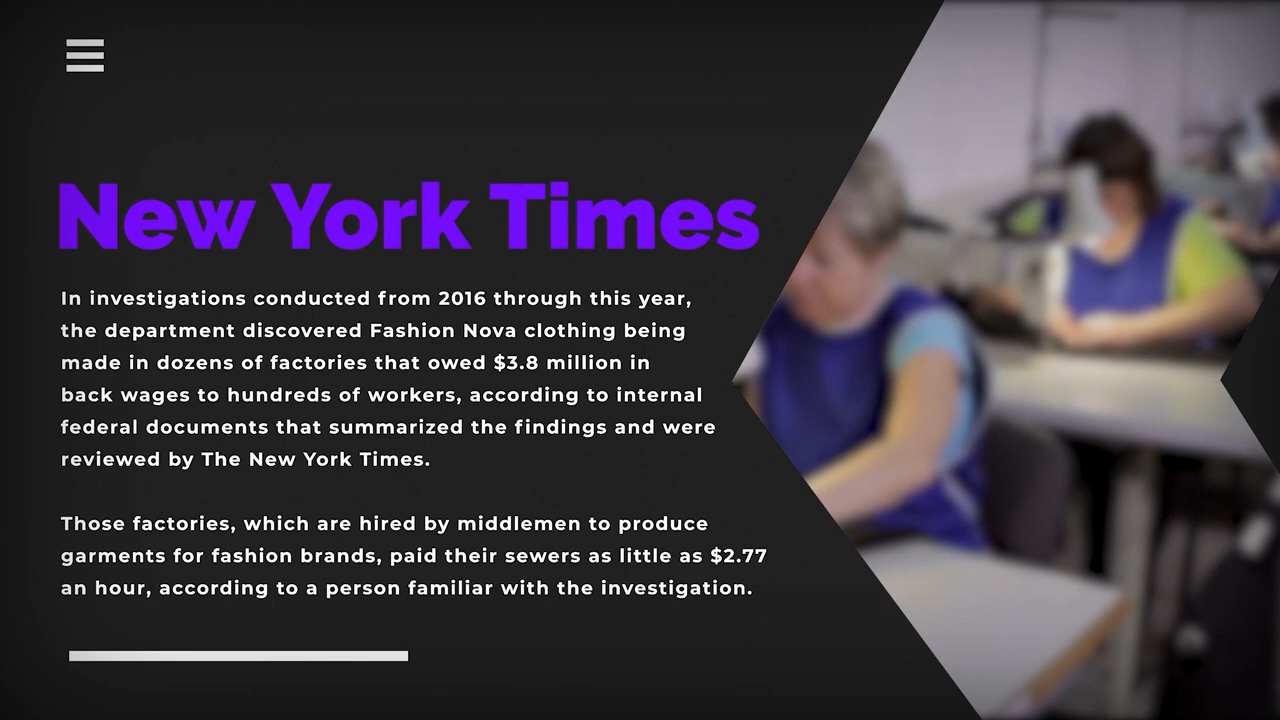 New York Times
In investigations conducted from 2016 through this year,
the department discovered Fashion Nova clothing being
made in dozens of factories that owed $3.8 million in
back wages to hundreds of workers, according to internal
federal documents that summarized the findings and were
reviewed by The New York Times.
Those factories, which are hired by middlemen to produce
garments for fashion brands, paid their sewers as little as $2.77
an hour, according to a person familiar with the investigation.